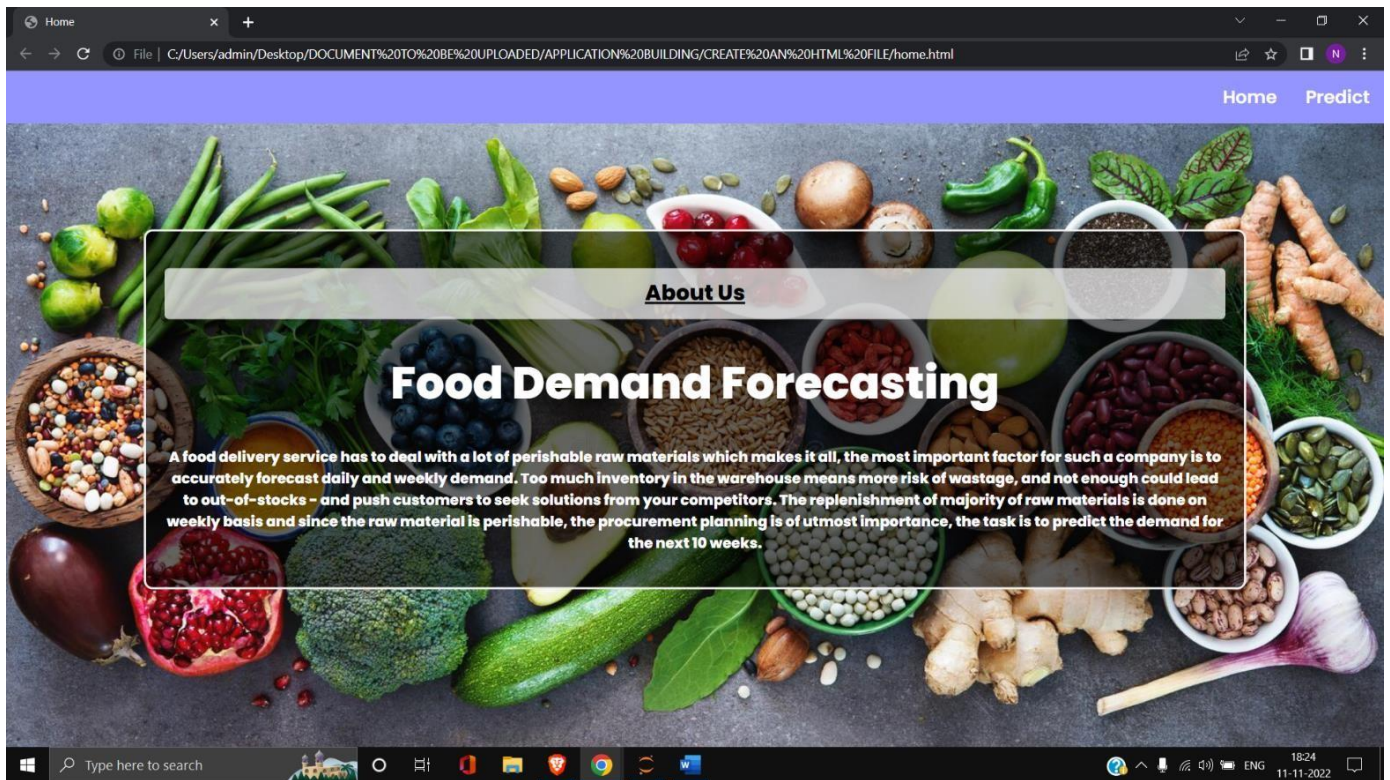 Home
File | C:/Users/admin/Desktop/DOCUMENT%20TO%20BE%20UPLOADED/APPLICATION%20BUILDING/CREATE%20AN%20HTML%20FILE/home.html
N
Home Predict
About Us
Food Demand Forecasting
A food delivery service has to deal with a lot of perishable raw materials which makes it all, the most important factor for such a company is to
accurately forecast daily and weekly demand. Too much inventory in the warehouse means more risk of wastage, and not enough could lead
to out-of-stocks - and push customers to seek solutions from your competitors. The replenishment of majority of raw materials is done on
weekly basis and since the raw material is perishable, the procurement planning is of utmost importance, the task is to predict the demand for
the next 10 weeks.
Type here to search
ENG
18:24
11-11-2022